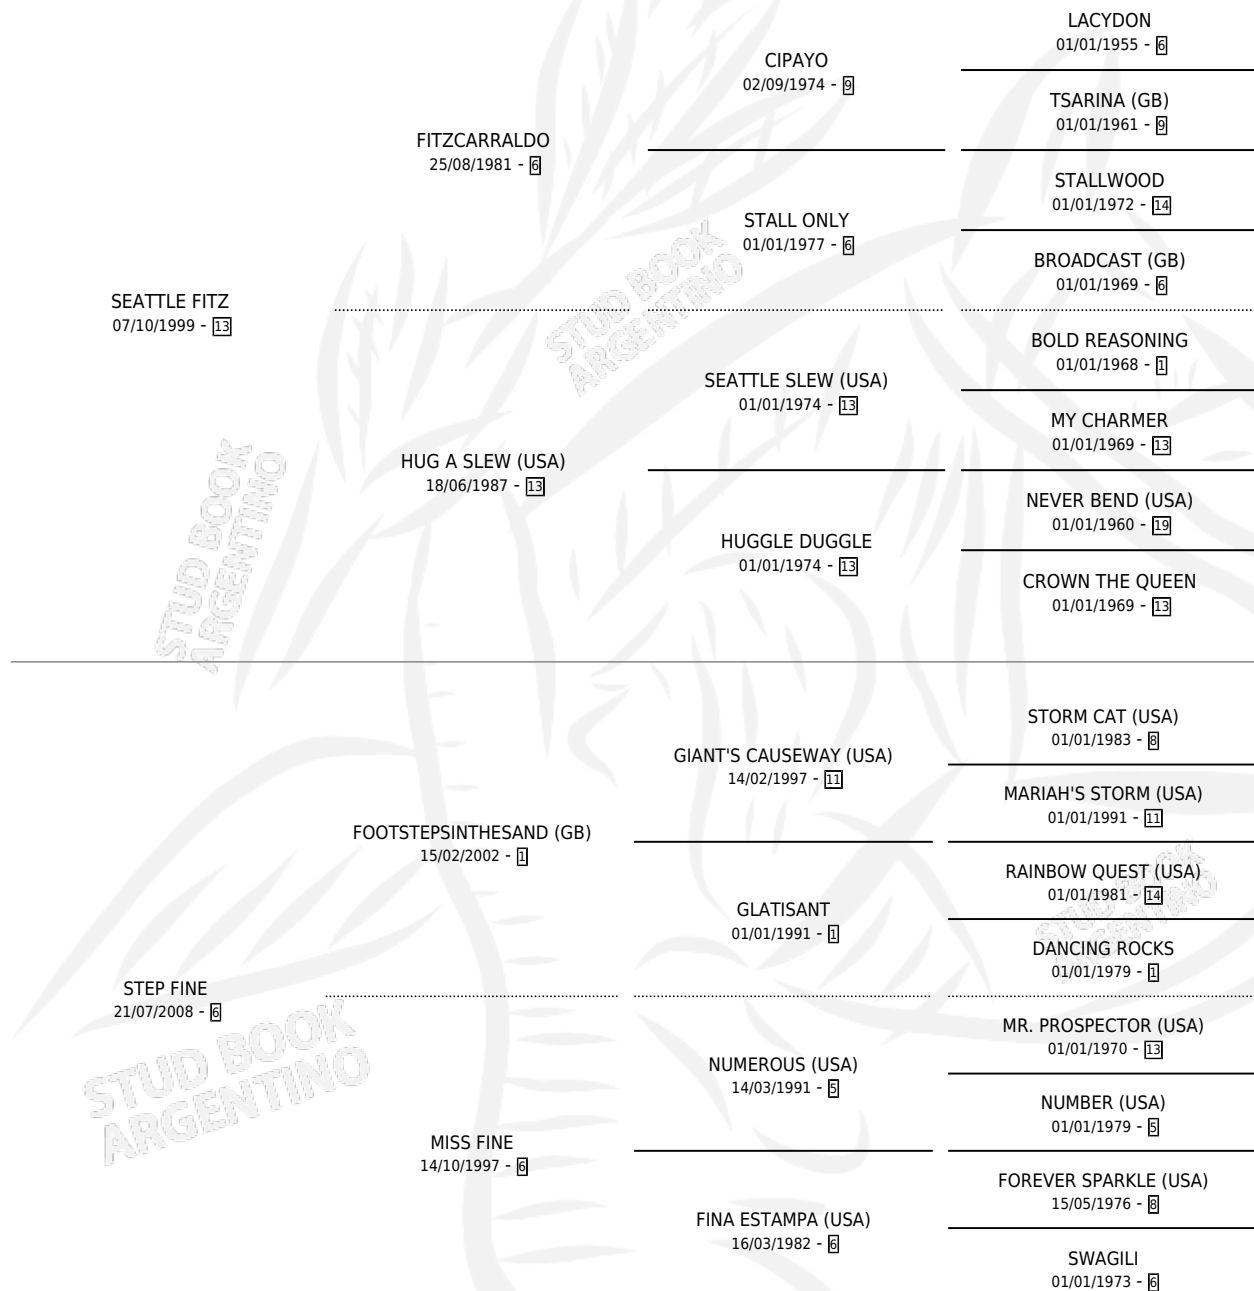 LACYDON
01/01/1955 - 6
CIPAYO
02/09/1974 - 9
TSARINA (GB)
01/01/1961 - 9
FITZCARRALDO
25/08/1981 - 6
STALLWOOD
01/01/1972 - 14
STALL ONLY
01/01/1977 - 6
BROADCAST (GB)
01/01/1969 - 6
SEATTLE FITZ
07/10/1999 - 13
STUD BOOK
ARGENTINO
BOLD REASONING
01/01/1968 - 1
SEATTLE SLEW (USA)
01/01/1974 - 13
MY CHARMER
01/01/1969 - 13
HUG A SLEW (USA)
18/06/1987 - 13
NEVER BEND (USA)
01/01/1960 - 19
HUGGLE DUGGLE
01/01/1974 - 13
CROWN THE QUEEN
01/01/1969 - 13
STUD BOOK
ARGENTINO
STORM CAT (USA)
01/01/1983 - 8
GIANT'S CAUSEWAY (USA)
14/02/1997 - 11
MARIAH'S STORM (USA)
01/01/1991 - 11
FOOTSTEPSINTHESAND (GB)
15/02/2002 - 1
RAINBOW QUEST (USA)
01/01/1981 - 14
GLATISANT
01/01/1991 - 1
STUD BOOK
ARGENTINO
DANCING ROCKS
01/01/1979 - 1
STEP FINE
21/07/2008 - 6
STUD BOOK
ARGENTINO
MR. PROSPECTOR (USA)
01/01/1970 - 13
NUMEROUS (USA)
14/03/1991 - 5
NUMBER (USA)
01/01/1979 - 5
MISS FINE
14/10/1997 - 6
FOREVER SPARKLE (USA)
15/05/1976 - 8
FINA ESTAMPA (USA)
16/03/1982 - 6
SWAGILI
01/01/1973 - 6